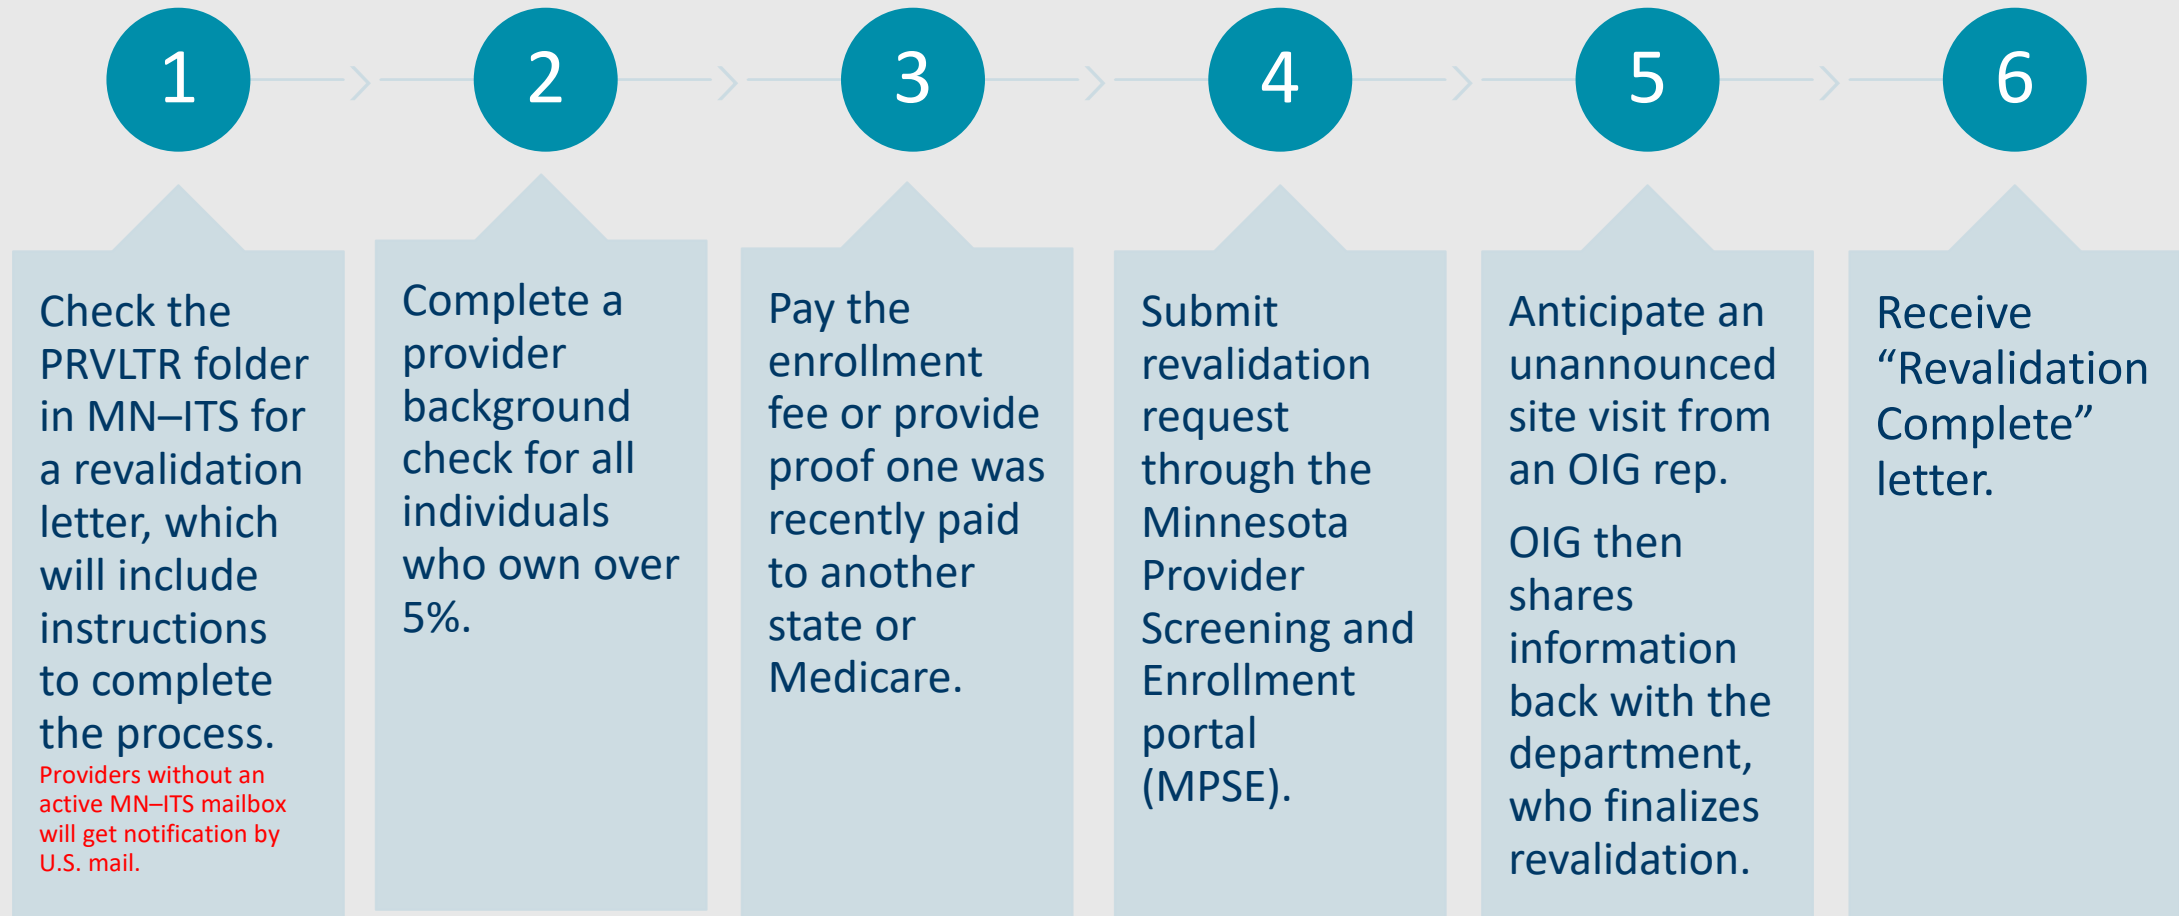 1
Check the
PRVLTR folder
in MN–ITS for
a revalidation
letter, which
will include
instructions
to complete
the process.
Providers without an
active MN–ITS mailbox
will get notification by
U.S. mail.
2
Complete a
provider
background
check for all
individuals
who own over
5%.
3
Pay the
enrollment
fee or provide
proof one was
recently paid
to another
state or
Medicare.
4
Submit
revalidation
request
through the
Minnesota
Provider
Screening and
Enrollment
portal
(MPSE).
5
Anticipate an
unannounced
site visit from
an OIG rep.
OIG then
shares
information
back with the
department,
who finalizes
revalidation.
6
Receive
“Revalidation
Complete”
letter.